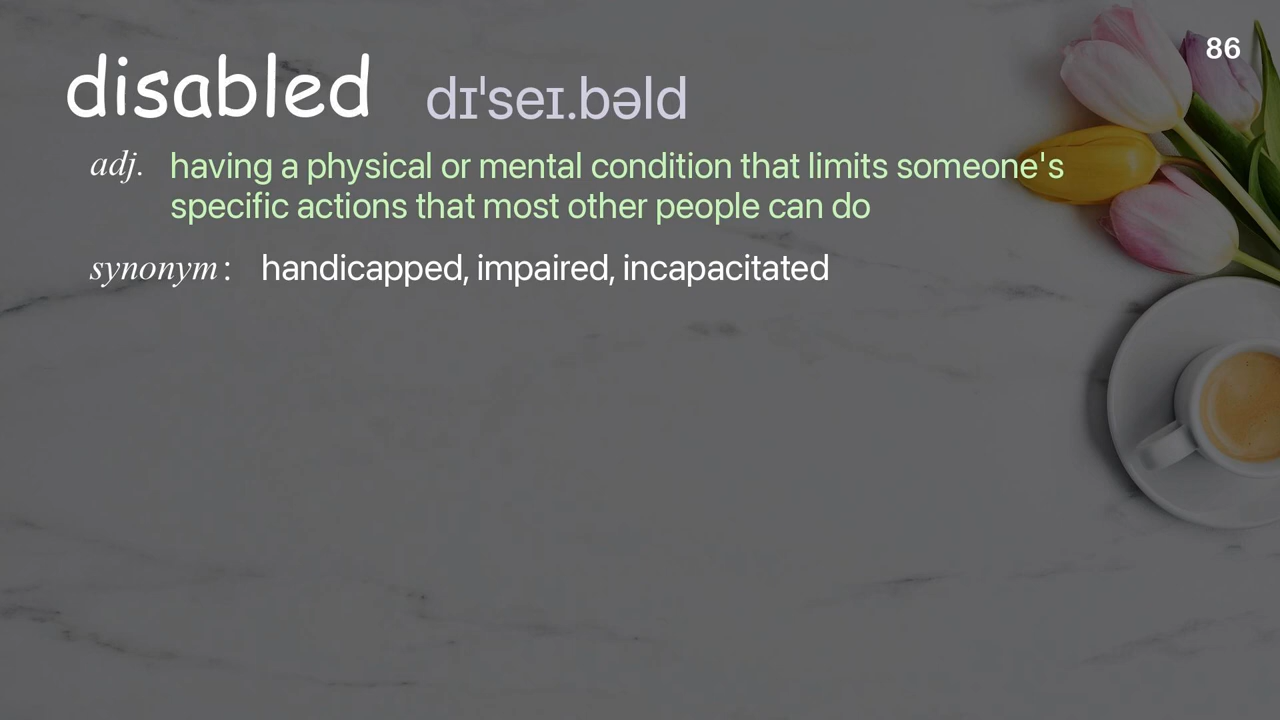 86
disabled dɪˈseɪ.bəld
adj. having a physical or mental condition that limits someone's
specific actions that most other people can do
synonym: handicapped, impaired, incapacitated